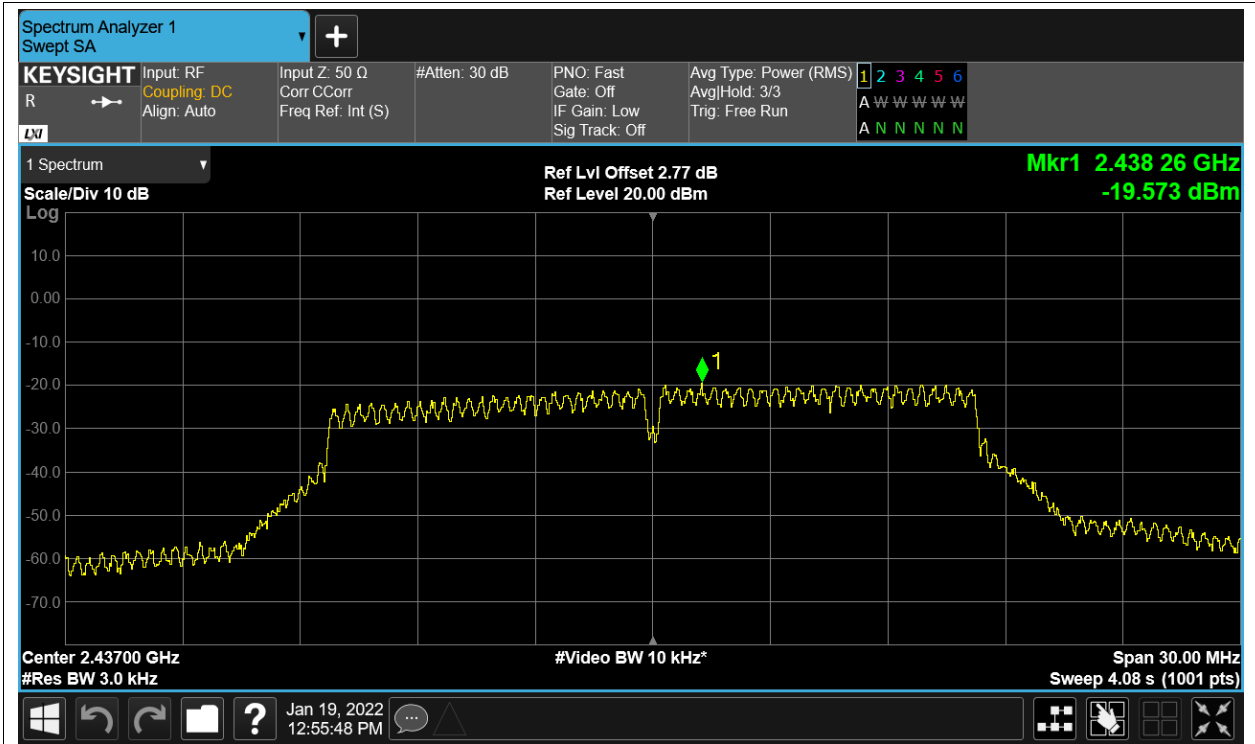 Spectrum Analyzer 1
Swept SA
KEYSIGHT
R
LXI
Input: RF
Coupling: DC
Align: Auto
Input Z: 50 Ω
Corr CCorr
Freq Ref: Int (S)
#Atten: 30 dB
PNO: Fast
Gate: Off
IF Gain: Low
Sig Track: Off
Avg Type: Power (RMS)
Avg|Hold: 3/3
Trig: Free Run
1 2 3 4 5 6
A W W W W W
A N N N N N
1 Spectrum
Scale/Div 10 dB
Log
Ref Lvl Offset 2.77 dB
Ref Level 20.00 dBm
Mkr1 2.438 26 GHz
-19.573 dBm
10.0
0.00
-10.0
1
-20.0
-30.0
-40.0
-50.0
-60.0
-70.0
Center 2.43700 GHz
#Res BW 3.0 kHz
#Video BW 10 kHz*
Span 30.00 MHz
Sweep 4.08 s (1001 pts)
?
Jan 19, 2022
12:55:48 PM